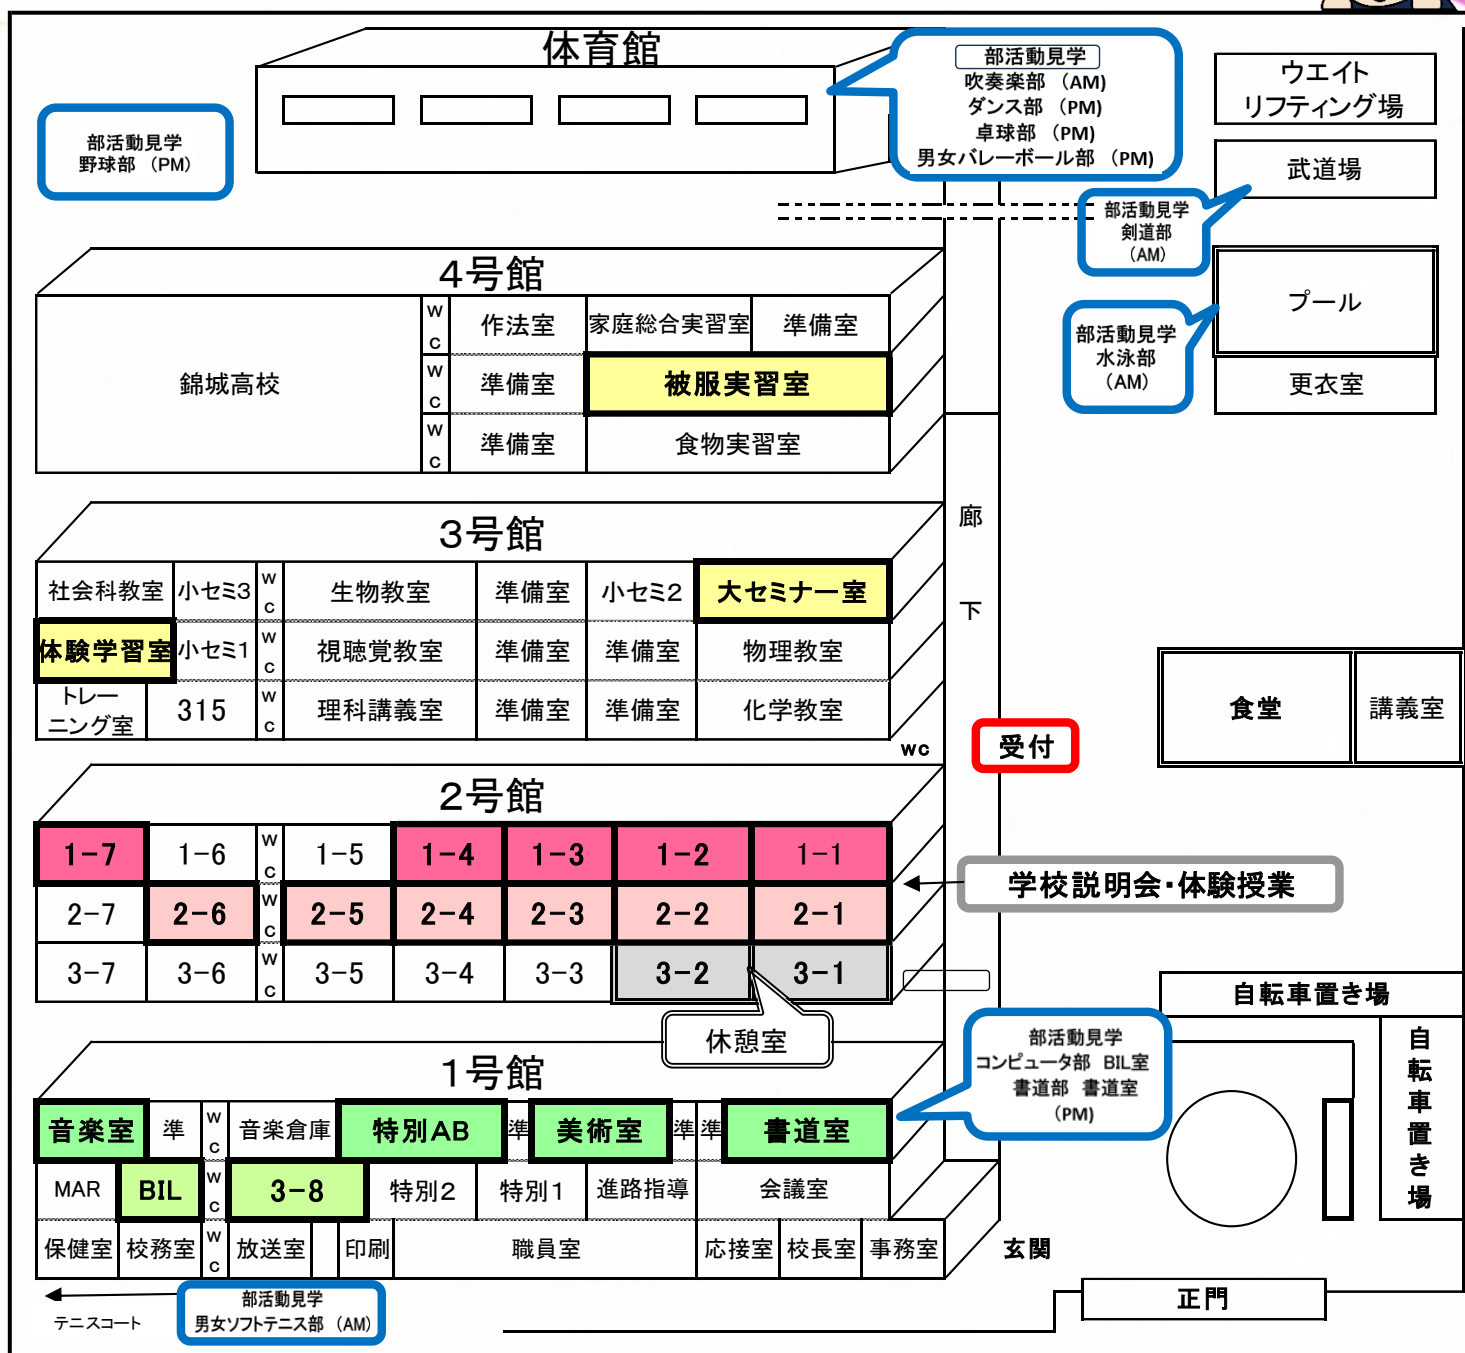 体育館
部活動見学
吹奏楽部 (AM)
ダンス部 (PM)
卓球部 (PM)
男女バレーボール部 (PM)
ウエイト
リフティング場
部活動見学
野球部 (PM)
武道場
部活動見学
剣道部
(AM)
プール
部活動見学
水泳部
(AM)
更衣室
4号館
錦城高校
WC 作法室 家庭総合実習室 準備室
WC 準備室 被服実習室
WC 準備室 食物実習室
廊
下
3号館
社会科教室 小セミ3 WC 生物教室 準備室 小セミ2 大セミナー室
体験学習室 小セミ1 WC 視聴覚教室 準備室 準備室 物理教室
トレー
ニング室 315 WC 理科講義室 準備室 準備室 化学教室
WC
受付
食堂 講義室
2号館
1-7 1-6 WC 1-5 1-4 1-3 1-2 1-1
2-7 2-6 WC 2-5 2-4 2-3 2-2 2-1
3-7 3-6 WC 3-5 3-4 3-3 3-2 3-1
学校説明会・体験授業
休憩室
自転車置き場
自転車置き場
1号館
部活動見学
コンピュータ部 BIL室
書道部 書道室
(PM)
音楽室 準 WC 音楽倉庫 特別AB 準 美術室 準 準 書道室
MAR BIL WC 3-8 特別2 特別1 進路指導 会議室
保健室 校務室 WC 放送室 印刷 職員室 応接室 校長室 事務室
玄関
正門
部活動見学
男女ソフトテニス部 (AM)
テニスコート